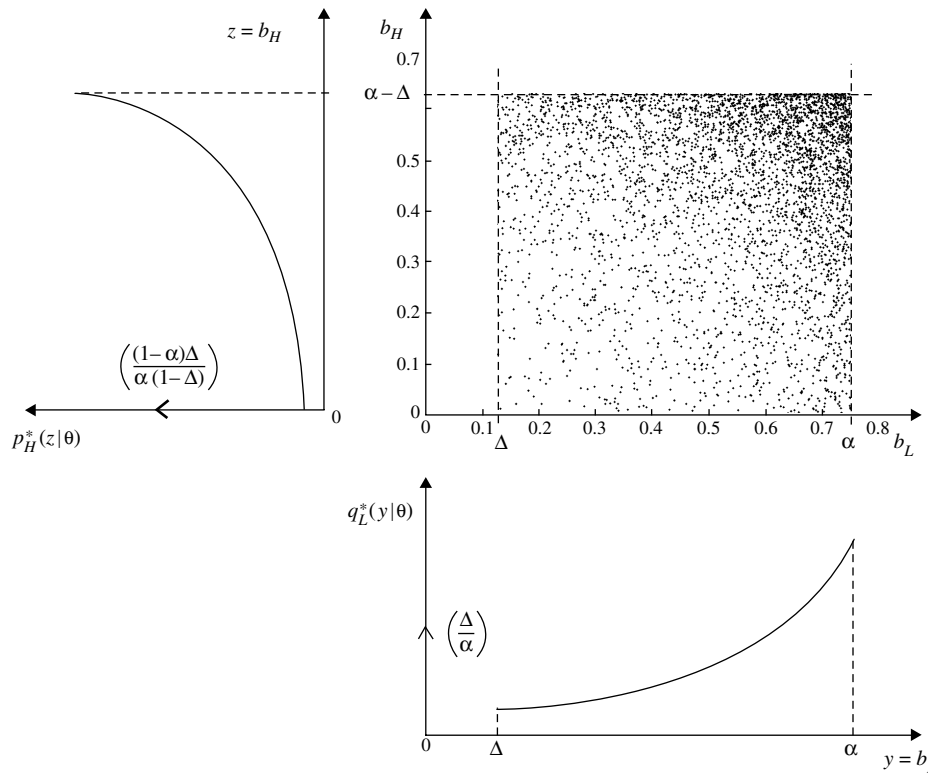 z = b_H
b_H
0.7
α – Δ
0.5
0.4
0.3
0.2
0.1
0
0 0.1 0.2 0.3 0.4 0.5 0.6 0.7 0.8
Δ α b_L
((1– α)Δ / α (1– Δ))
0
p*_H(z|θ)
q*_L(y|θ)
(Δ/α)
0 Δ α
y = b